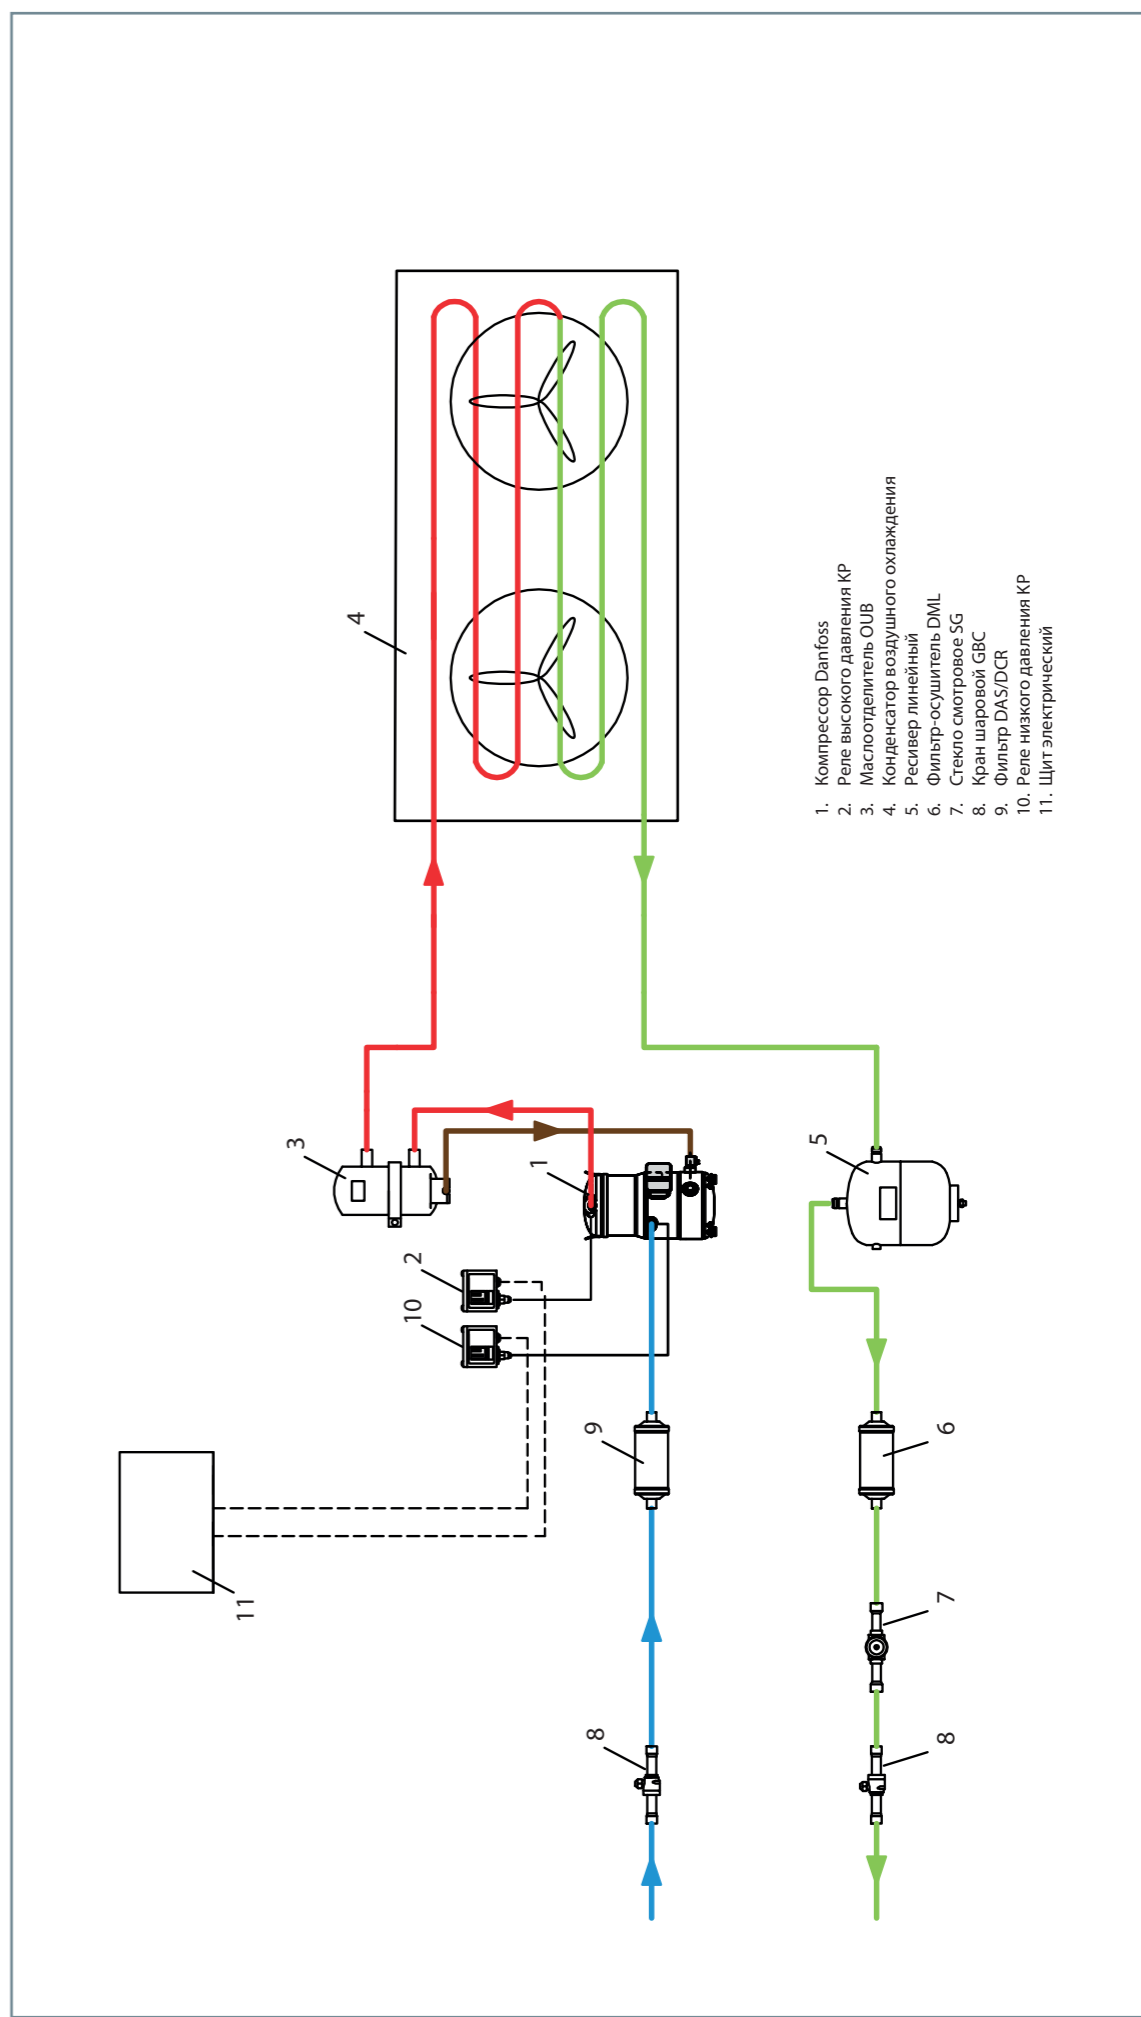 4
3
1
2
10
11
9
8
5
6
7
8
1. Компрессор Danfoss
2. Реле высокого давления КР
3. Маслоотделитель OUB
4. Конденсатор воздушного охлаждения
5. Ресивер линейный
6. Фильтр-осушитель DML
7. Стекло смотровое SG
8. Кран шаровой GBC
9. Фильтр DAS/DCR
10. Реле низкого давления КР
11. Щит электрический